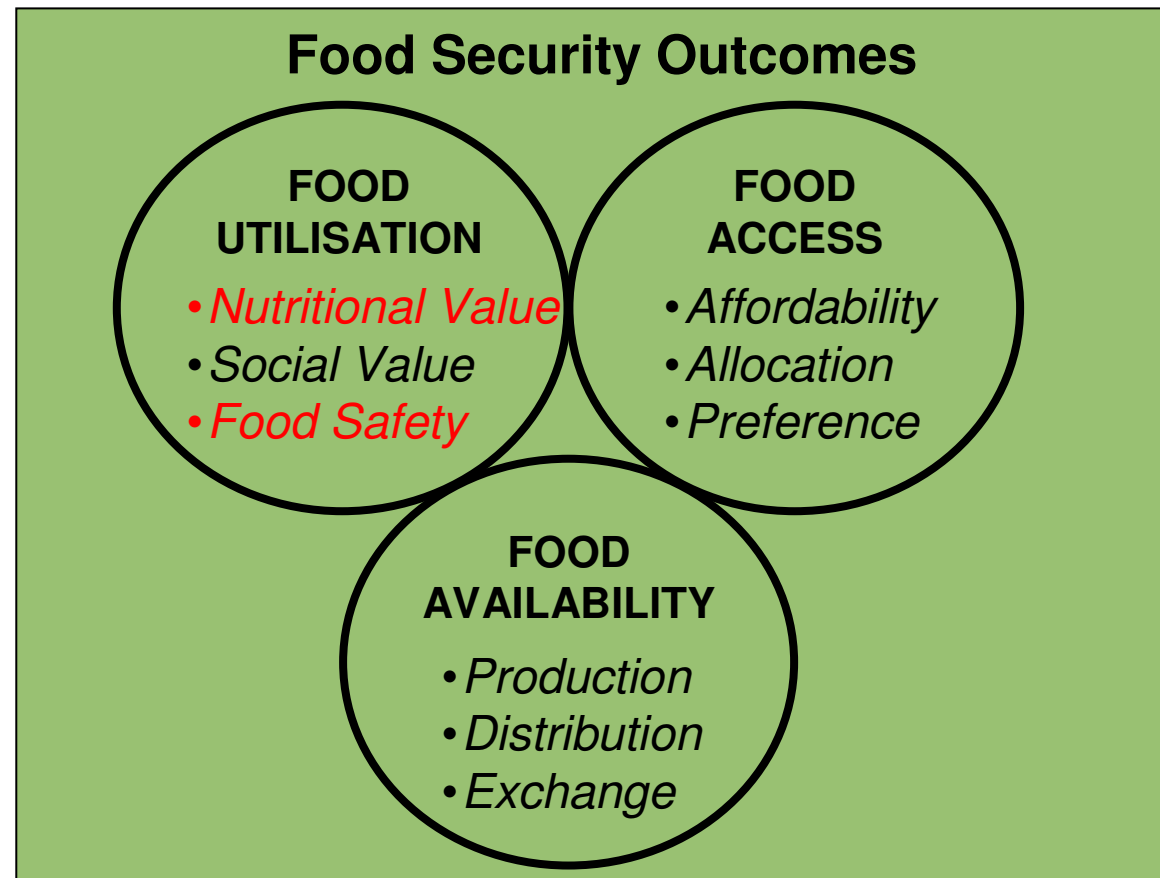 Food Security Outcomes
FOOD
UTILISATION
•Nutritional Value
•Social Value
•Food Safety
FOOD
ACCESS
•Affordability
•Allocation
•Preference
FOOD
AVAILABILITY
•Production
•Distribution
•Exchange